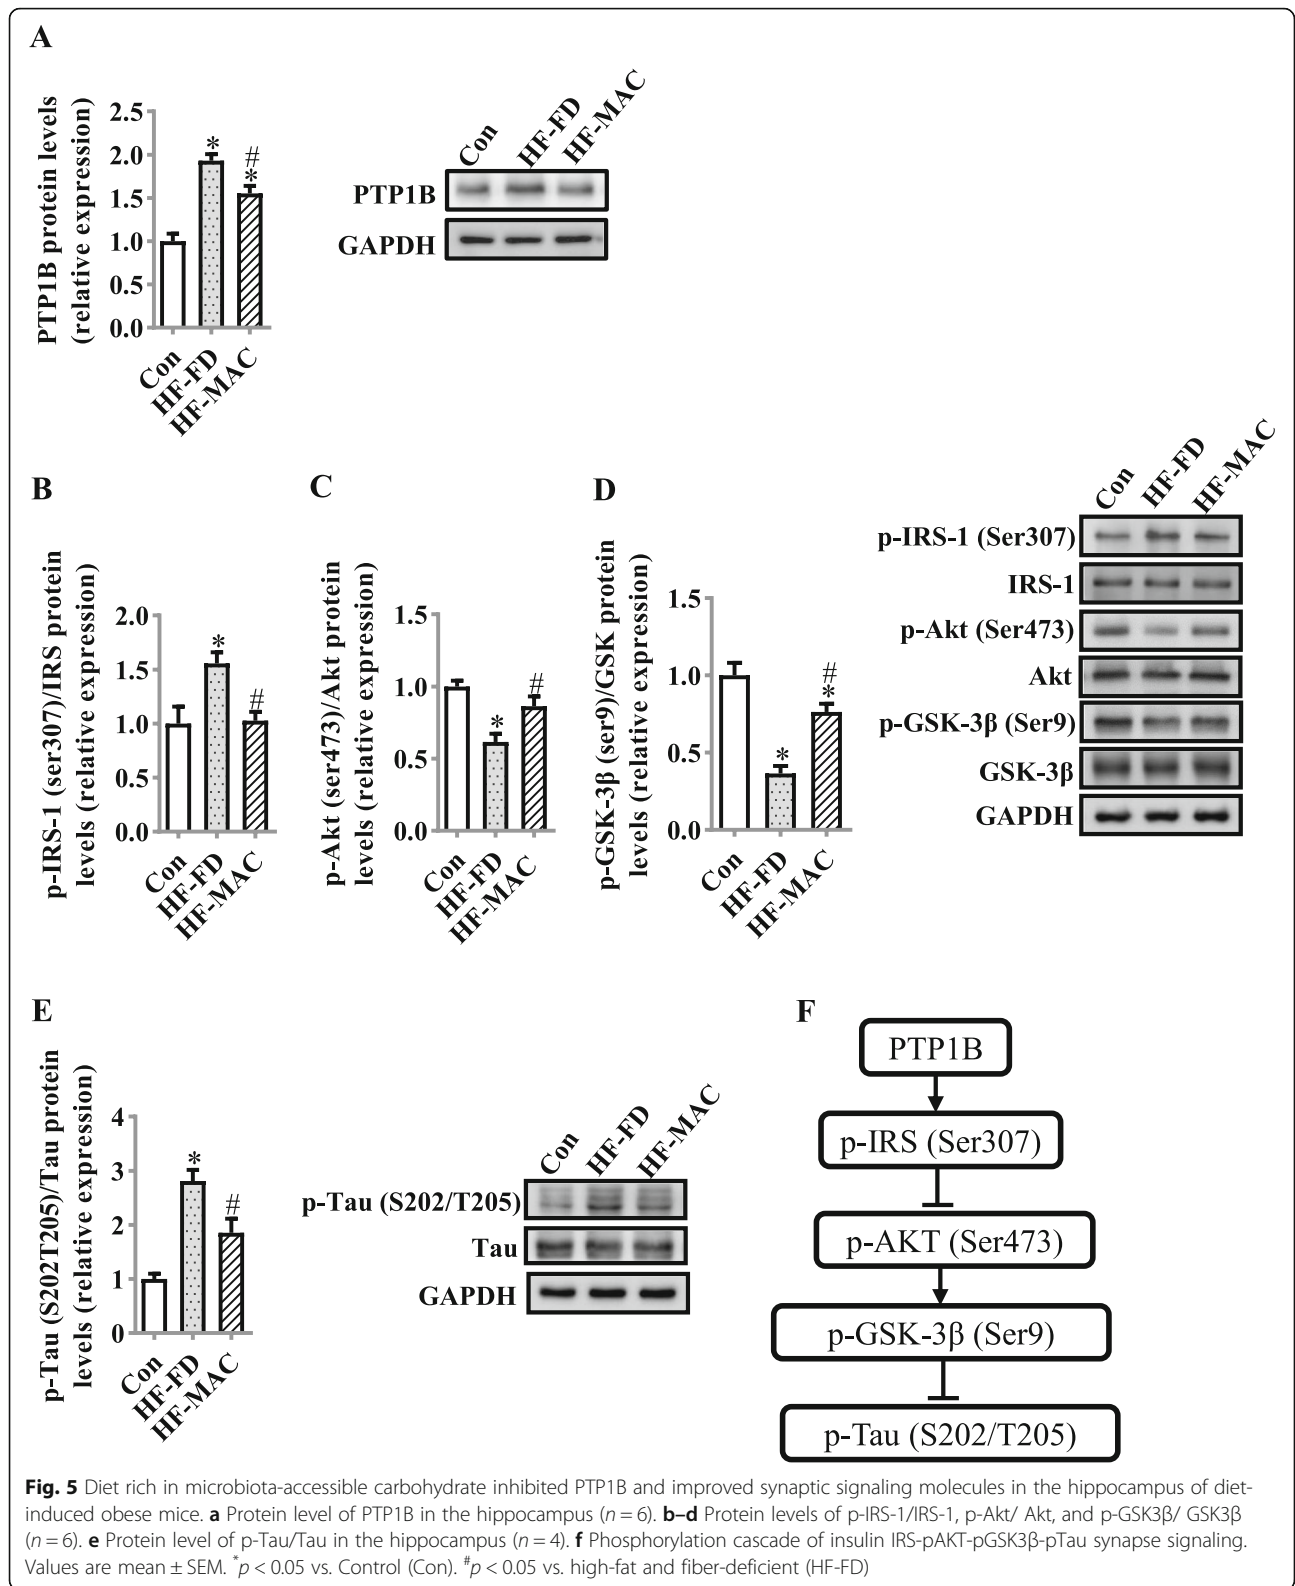 A
PTP1B protein levels
(relative expression)
2.5
2.0
1.5
1.0
0.5
0.0
*
#
*
Con
HF-FD
HF-MAC
Con
HF-FD
HF-MAC
PTP1B
GAPDH
B
p-IRS-1 (ser307)/IRS protein
levels (relative expression)
2.0
1.5
1.0
0.5
0.0
*
#
Con
HF-FD
HF-MAC
C
p-Akt (ser473)/Akt protein
levels (relative expression)
1.5
1.0
0.5
0.0
*
#
Con
HF-FD
HF-MAC
D
p-GSK-3β (ser9)/GSK protein
levels (relative expression)
1.5
1.0
0.5
0.0
*
#
*
Con
HF-FD
HF-MAC
Con
HF-FD
HF-MAC
p-IRS-1 (Ser307)
IRS-1
p-Akt (Ser473)
Akt
p-GSK-3β (Ser9)
GSK-3β
GAPDH
E
p-Tau (S202T205)/Tau protein
levels (relative expression)
4
3
2
1
0
*
#
Con
HF-FD
HF-MAC
Con
HF-FD
HF-MAC
p-Tau (S202/T205)
Tau
GAPDH
F
PTP1B
p-IRS (Ser307)
p-AKT (Ser473)
p-GSK-3β (Ser9)
p-Tau (S202/T205)
Fig. 5 Diet rich in microbiota-accessible carbohydrate inhibited PTP1B and improved synaptic signaling molecules in the hippocampus of diet-
induced obese mice. a Protein level of PTP1B in the hippocampus (n = 6). b–d Protein levels of p-IRS-1/IRS-1, p-Akt/ Akt, and p-GSK3β/ GSK3β
(n = 6). e Protein level of p-Tau/Tau in the hippocampus (n = 4). f Phosphorylation cascade of insulin IRS-pAKT-pGSK3β-pTau synapse signaling.
Values are mean ± SEM. *p < 0.05 vs. Control (Con). #p < 0.05 vs. high-fat and fiber-deficient (HF-FD)